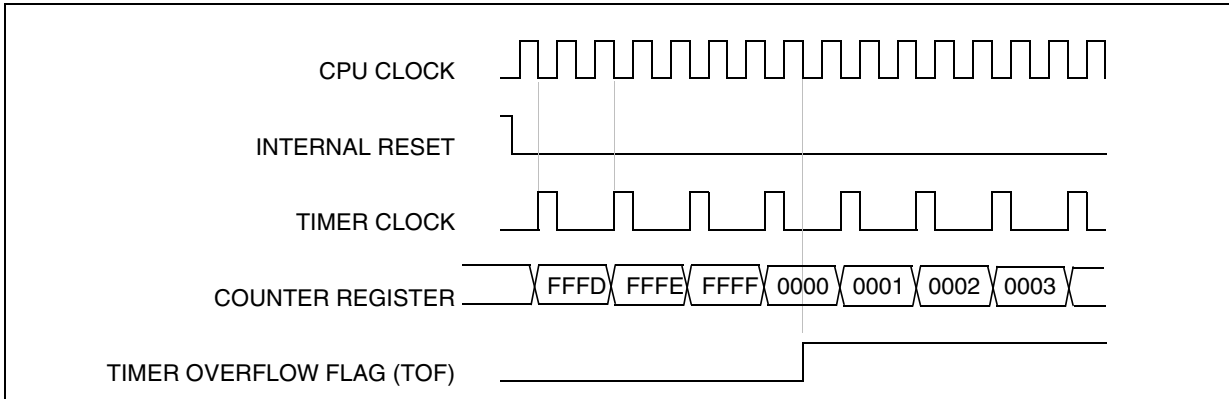 CPU CLOCK
INTERNAL RESET
TIMER CLOCK
COUNTER REGISTER FFFD FFFE FFFF 0000 0001 0002 0003
TIMER OVERFLOW FLAG (TOF)